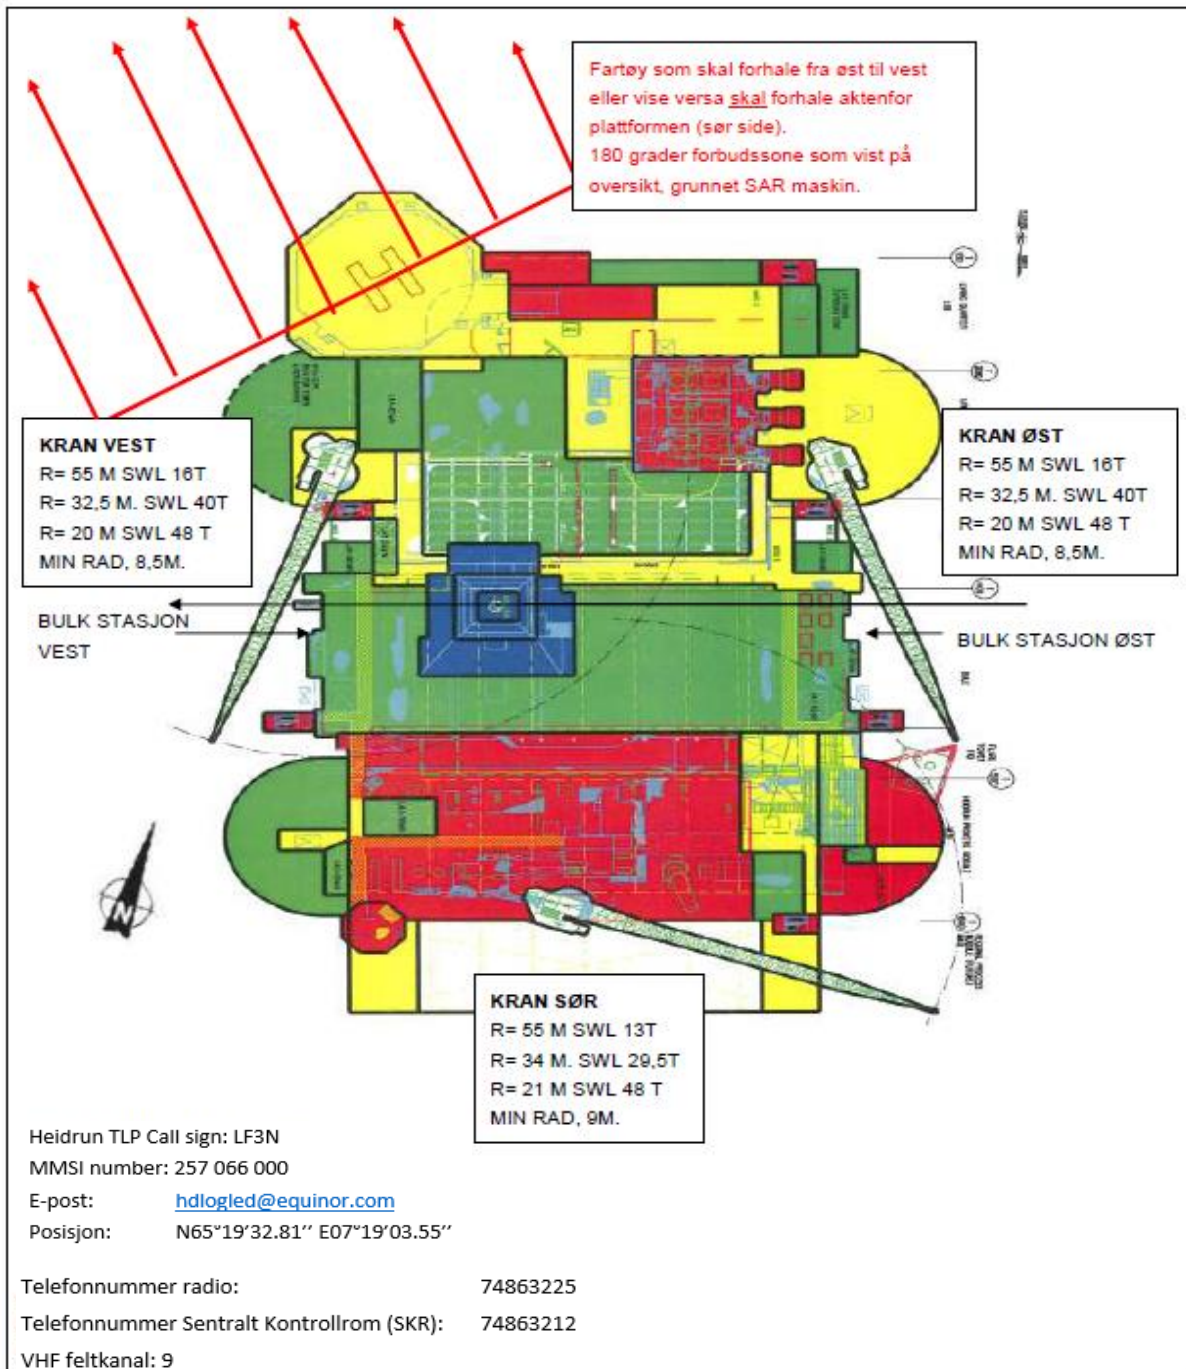 Fartøy som skal forhale fra øst til vest
eller vise versa skal forhale aktenfor
plattformen (sør side).
180 grader forbudssone som vist på
oversikt, grunnet SAR maskin.
H
KRAN VEST
R= 55 M SWL 16T
R= 32,5 M. SWL 40T
R= 20 M SWL 48 T
MIN RAD, 8,5M.
KRAN ØST
R= 55 M SWL 16T
R= 32,5 M. SWL 40T
R= 20 M SWL 48 T
MIN RAD, 8,5M.
BULK STASJON
VEST
BULK STASJON ØST
N
KRAN SØR
R= 55 M SWL 13T
R= 34 M. SWL 29,5T
R= 21 M SWL 48 T
MIN RAD, 9M.
Heidrun TLP Call sign: LF3N
MMSI number: 257 066 000
E-post: hdlogled@equinor.com
Posisjon: N65°19’32.81’’ E07°19’03.55’’
Telefonnummer radio: 74863225
Telefonnummer Sentralt Kontrollrom (SKR): 74863212
VHF feltkanal: 9